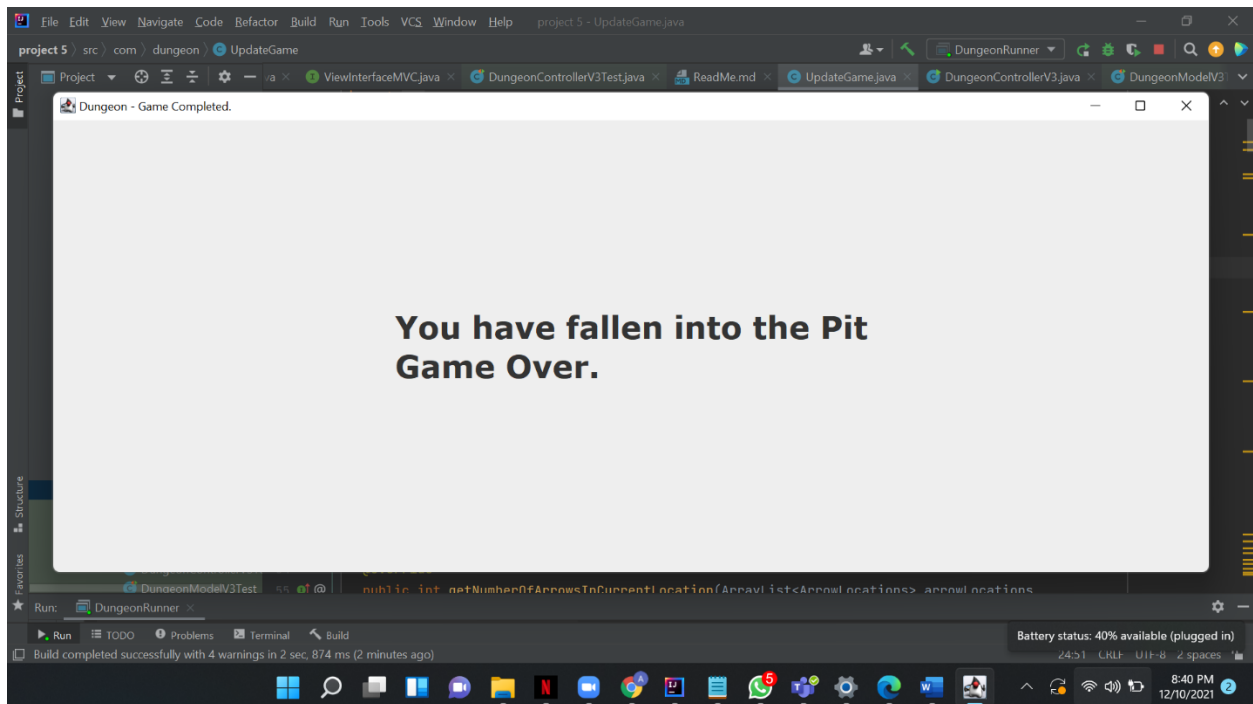 File Edit View Navigate Code Refactor Build Run Tools VCS Window Help project 5 - UpdateGame.java
project 5 src com dungeon UpdateGame DungeonRunner
Project va ViewInterfaceMVC.java DungeonControllerV3Test.java ReadMe.md UpdateGame.java DungeonControllerV3.java DungeonModelV3
Project
Dungeon - Game Completed.
You have fallen into the Pit
Game Over.
Structure
Favorites
DungeonModelV3Test 55 @ public int getNumberOfArrowsInCurrentLocation(ArrayList<ArrowLocations> arrowLocations
Run: DungeonRunner
Run TODO Problems Terminal Build
Battery status: 40% available (plugged in)
Build completed successfully with 4 warnings in 2 sec, 874 ms (2 minutes ago) 24:51 CRLF UTF-8 2 spaces
5
8:40 PM
12/10/2021 2